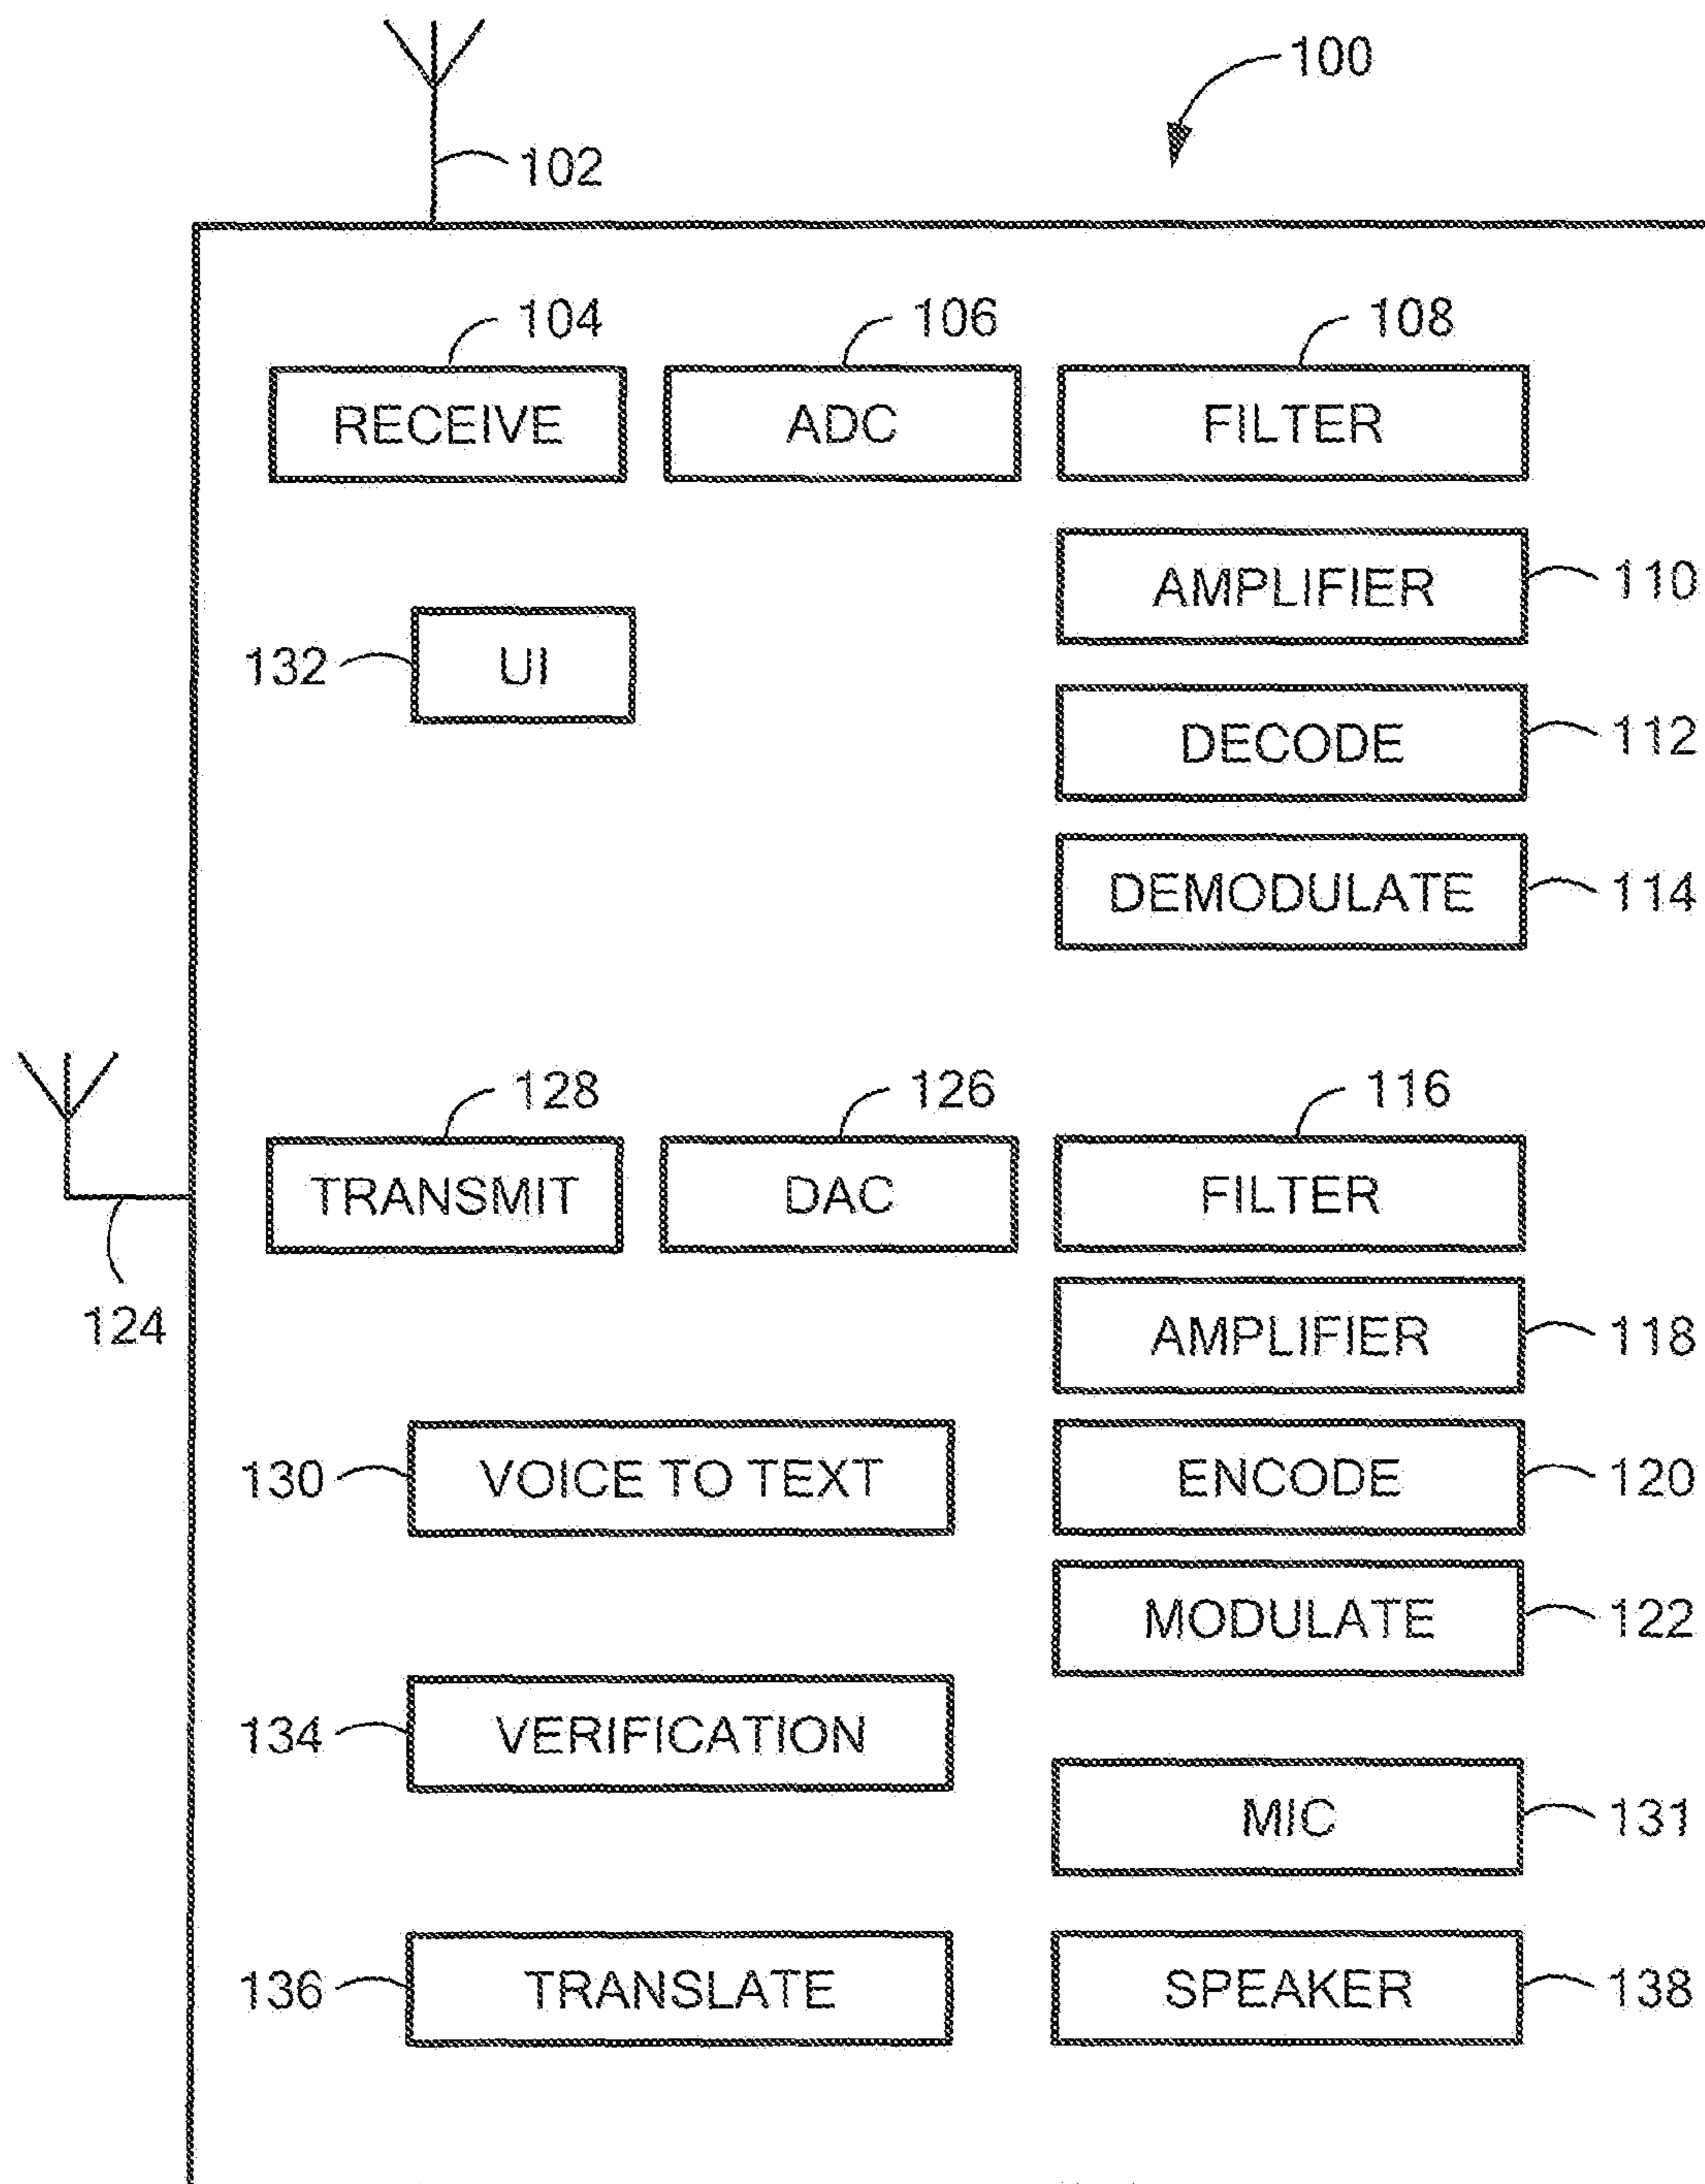 100
102
104 106 108
RECEIVE ADC FILTER
AMPLIFIER 110
132 UI
DECODE 112
DEMODULATE 114
128 126 116
TRANSMIT DAC FILTER
124
AMPLIFIER 118
130 VOICE TO TEXT ENCODE 120
MODULATE 122
134 VERIFICATION
MIC 131
136 TRANSLATE SPEAKER 138